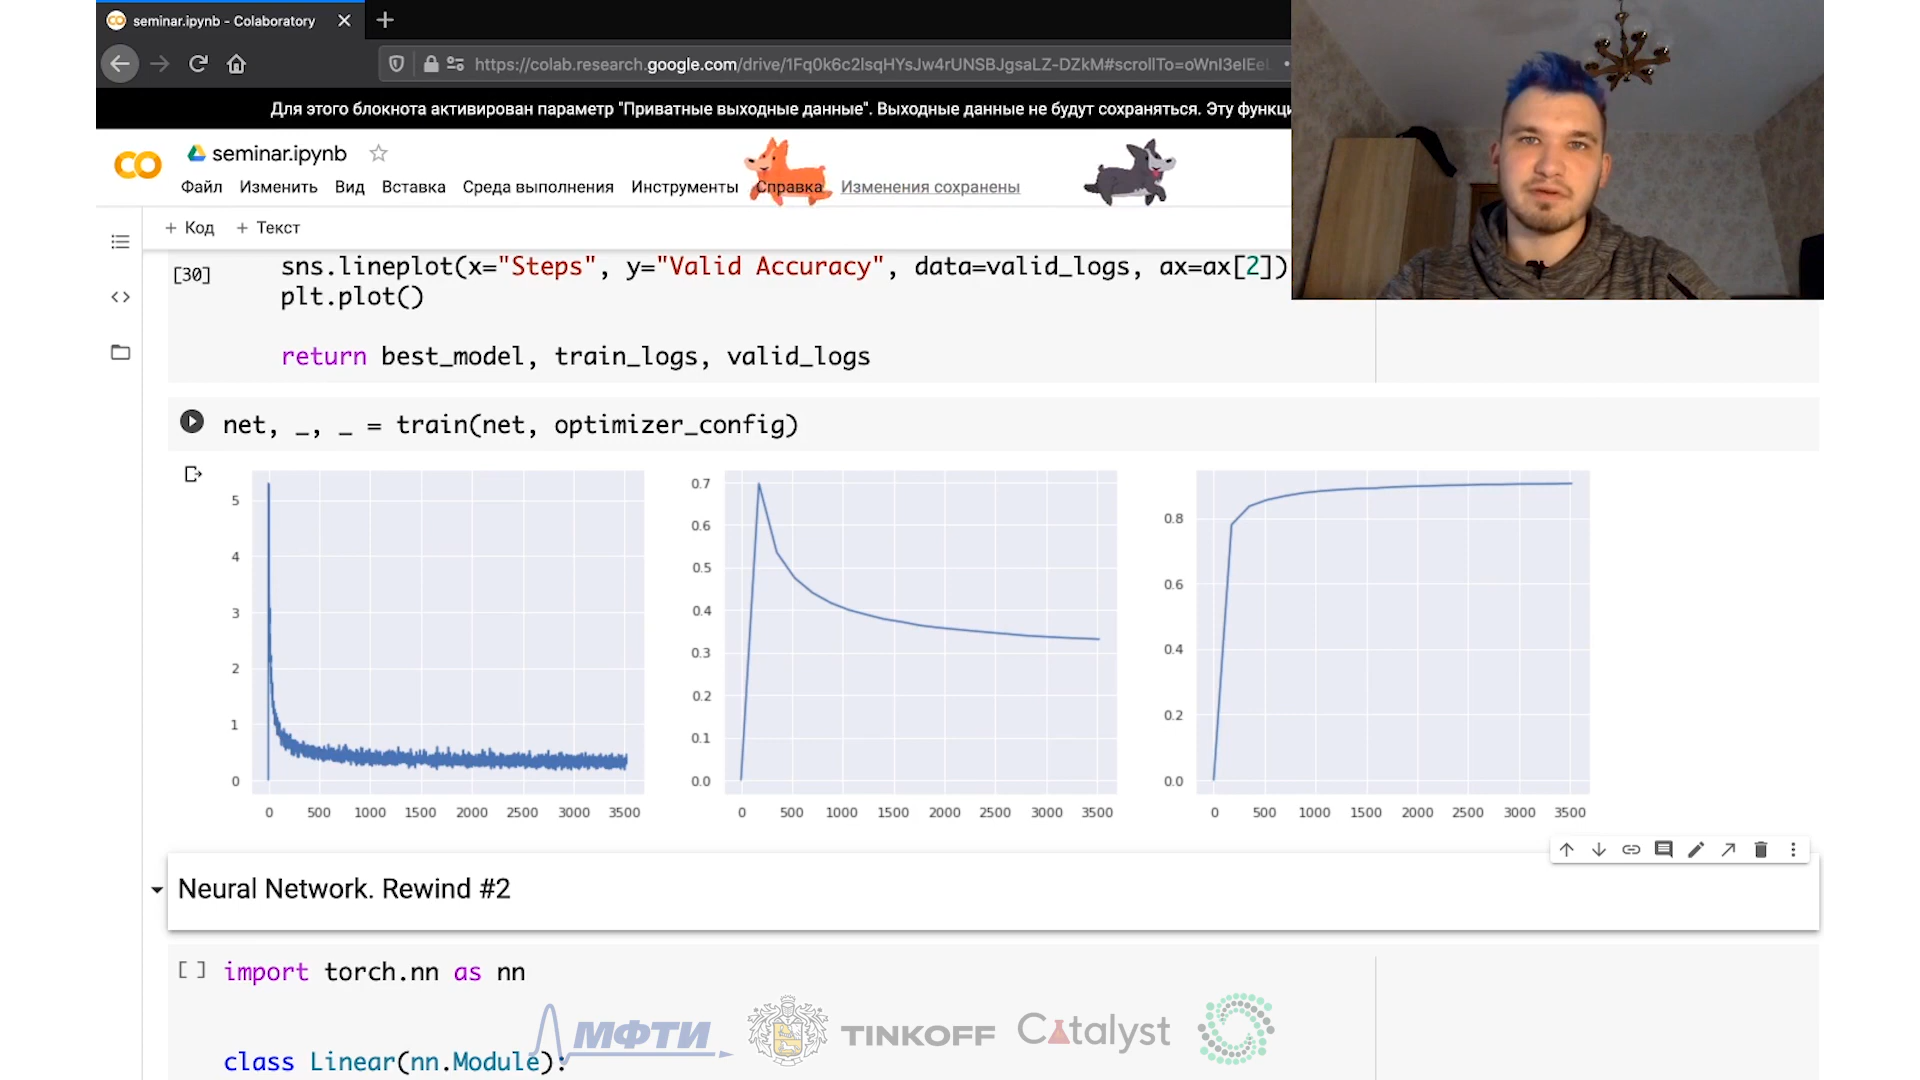 seminar.ipynb - Colaboratory
https://colab.research.google.com/drive/1Fq0k6c2lsqHYsJw4rUNSBJgsaLZ-DZkM#scrollTo=oWnI3elEe
Для этого блокнота активирован параметр "Приватные выходные данные". Выходные данные не будут сохраняться. Эту функци
seminar.ipynb
Файл Изменить Вид Вставка Среда выполнения Инструменты Справка Изменения сохранены
+ Код + Текст
[30] sns.lineplot(x="Steps", y="Valid Accuracy", data=valid_logs, ax=ax[2])
plt.plot()
return best_model, train_logs, valid_logs
net, _, _ = train(net, optimizer_config)
5
4
3
2
1
0
0 500 1000 1500 2000 2500 3000 3500
0.7
0.6
0.5
0.4
0.3
0.2
0.1
0.0
0 500 1000 1500 2000 2500 3000 3500
0.8
0.6
0.4
0.2
0.0
0 500 1000 1500 2000 2500 3000 3500
Neural Network. Rewind #2
[ ] import torch.nn as nn
МФТИ TINKOFF Catalyst
class Linear(nn.Module):